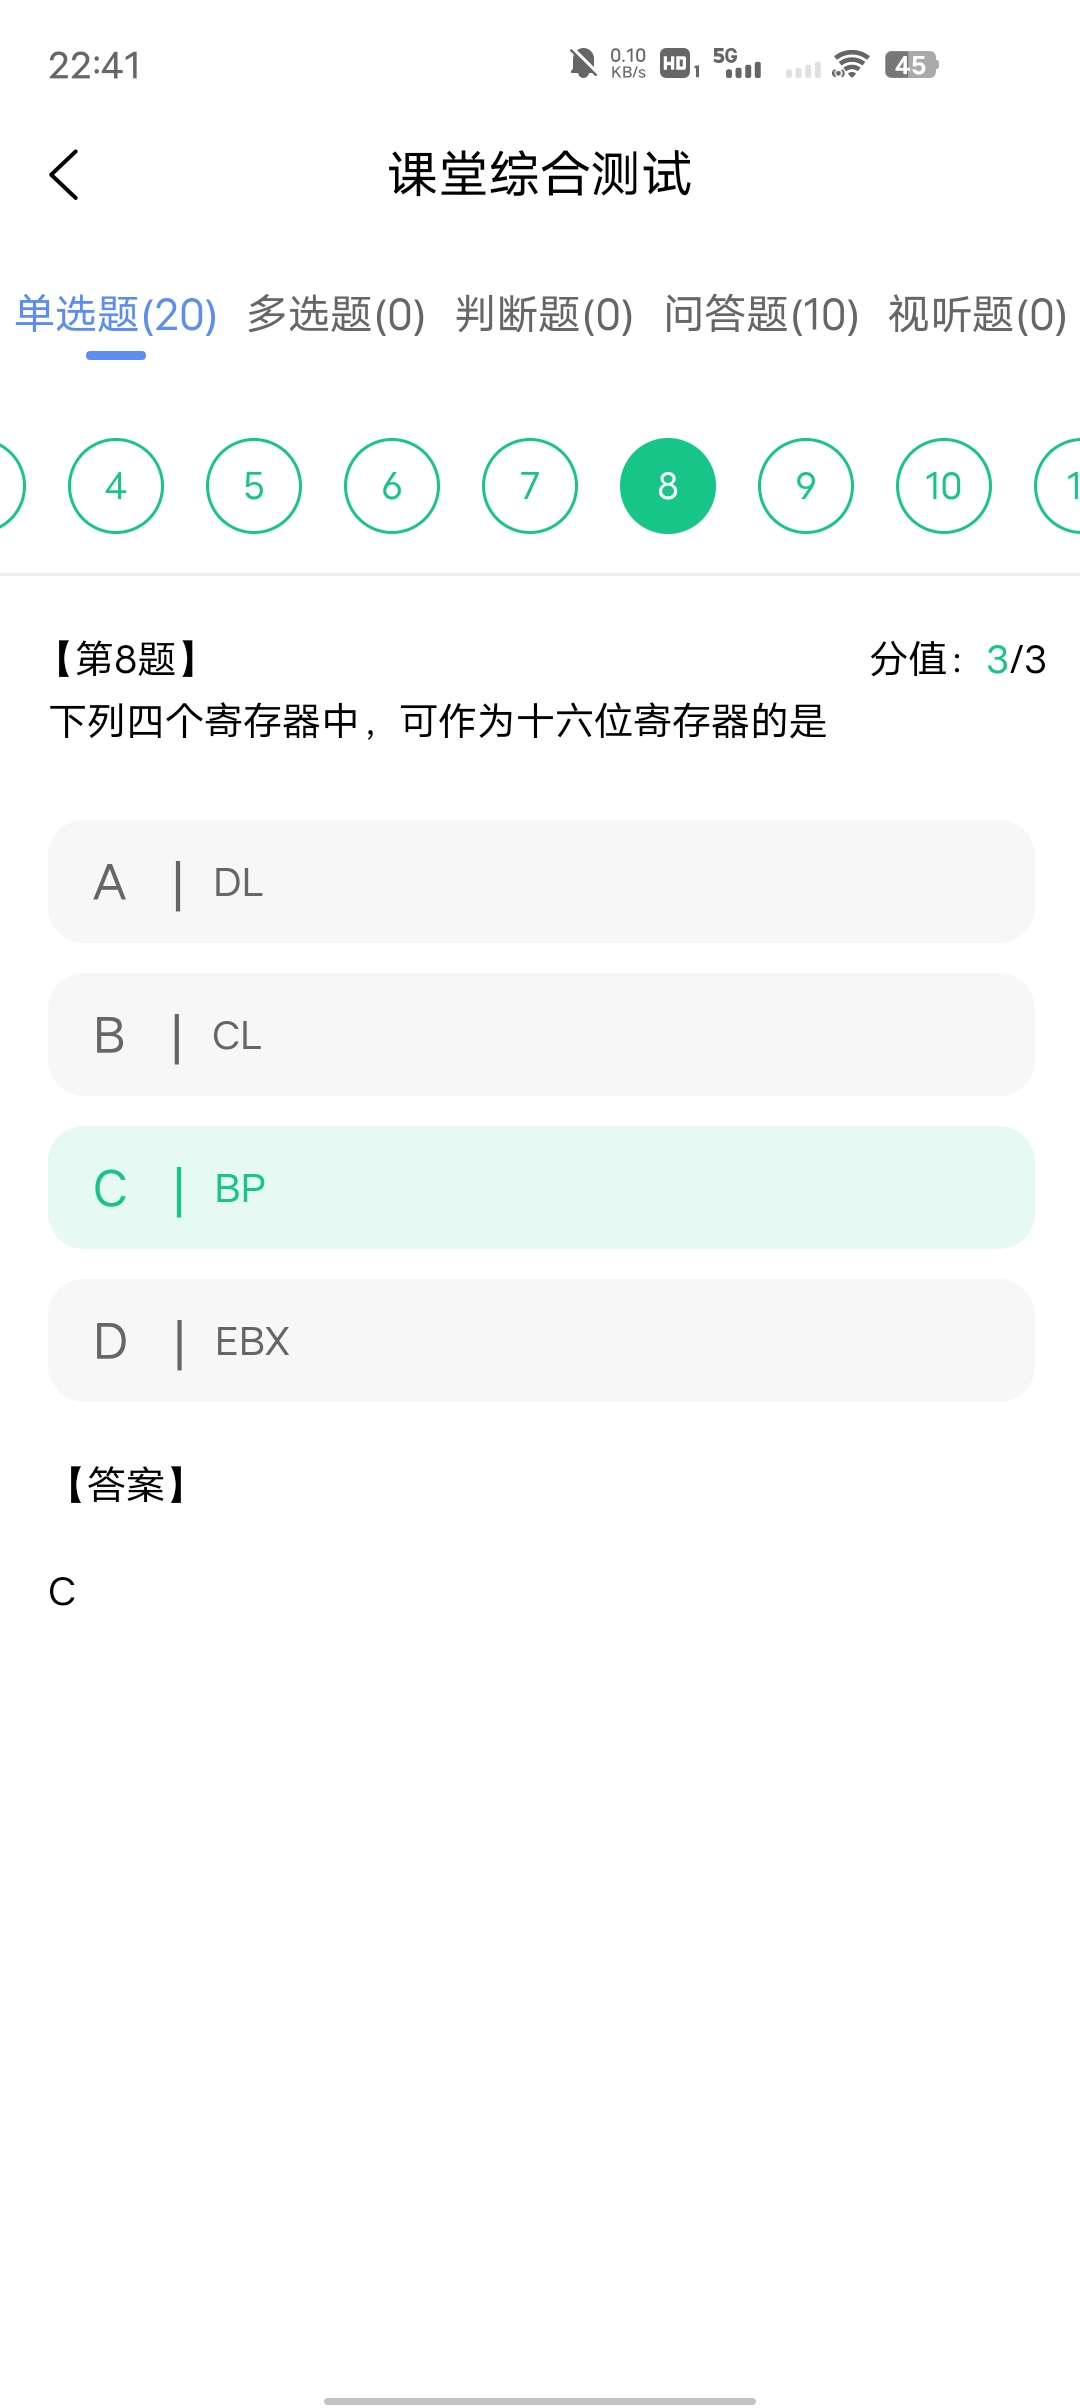 22:41 0.10 KB/s HD 1 5G 45
课堂综合测试
单选题(20) 多选题(0) 判断题(0) 问答题(10) 视听题(0)
4 5 6 7 8 9 10
【第8题】 分值：3/3
下列四个寄存器中，可作为十六位寄存器的是
A | DL
B | CL
C | BP
D | EBX
【答案】
C